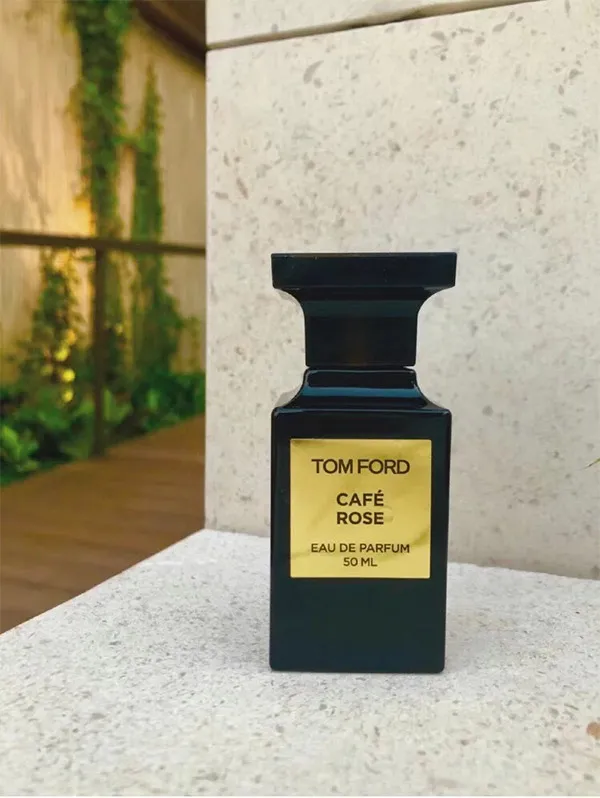 TOM FORD
CAFÉ
ROSE
EAU DE PARFUM
50 ML